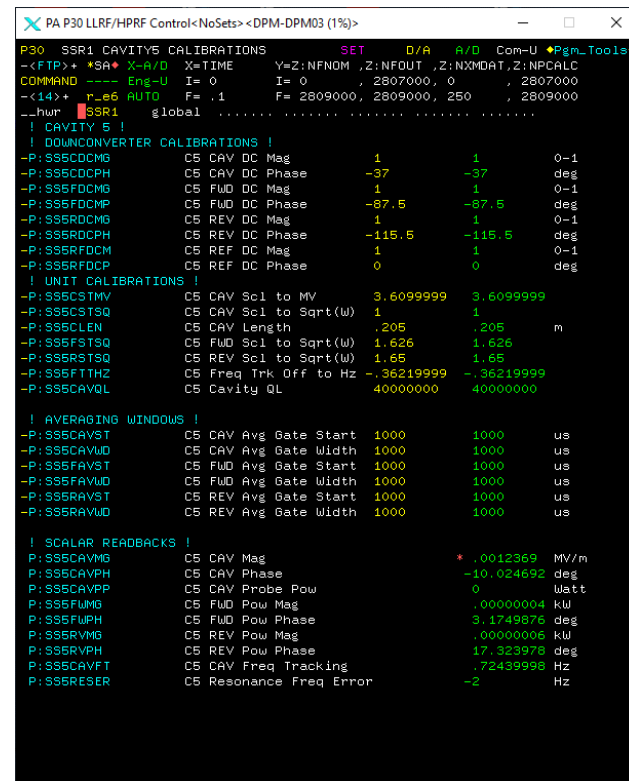 PA P30 LLRF/HPRF Control<NoSets><DPM-DPM03 (1%)>
P30 SSR1 CAVITY5 CALIBRATIONS SET D/A A/D Com-U ◆Pgm_Tools
-<FTP>+ *SA◆ X-A/D X=TIME Y=Z:NFNOM ,Z:NFOUT ,Z:NXMDAT,Z:NPCALC
COMMAND ---- Eng-U I= 0 I= 0 , 2807000, 0 , 2807000
-<14>+ r_e6 AUTO F= .1 F= 2809000, 2809000, 250 , 2809000
__hwr SSR1 global ....... ....... ....... ....... ....... .......
! CAVITY 5 !
! DOWNCONVERTER CALIBRATIONS !
-P:SS5CDCMG C5 CAV DC Mag 1 1 0-1
-P:SS5CDCPH C5 CAV DC Phase -37 -37 deg
-P:SS5FDCMG C5 FWD DC Mag 1 1 0-1
-P:SS5FDCMP C5 FWD DC Phase -87.5 -87.5 deg
-P:SS5RDCMG C5 REV DC Mag 1 1 0-1
-P:SS5RDCPH C5 REV DC Phase -115.5 -115.5 deg
-P:SS5RFDCM C5 REF DC Mag 1 1 0-1
-P:SS5RFDCP C5 REF DC Phase 0 0 deg
! UNIT CALIBRATIONS !
-P:SS5CSTMV C5 CAV Scl to MV 3.6099999 3.6099999
-P:SS5CSTSQ C5 CAV Scl to Sqrt(W) 1 1
-P:SS5CLEN C5 CAV Length .205 .205 m
-P:SS5FSTSQ C5 FWD Scl to Sqrt(W) 1.626 1.626
-P:SS5RSTSQ C5 REV Scl to Sqrt(W) 1.65 1.65
-P:SS5FTTHZ C5 Freq Trk Off to Hz -.36219999 -.36219999
-P:SS5CAVQL C5 Cavity QL 40000000 40000000
! AVERAGING WINDOWS !
-P:SS5CAVST C5 CAV Avg Gate Start 1000 1000 us
-P:SS5CAVWD C5 CAV Avg Gate Width 1000 1000 us
-P:SS5FAVST C5 FWD Avg Gate Start 1000 1000 us
-P:SS5FAVWD C5 FWD Avg Gate Width 1000 1000 us
-P:SS5RAVST C5 REV Avg Gate Start 1000 1000 us
-P:SS5RAVWD C5 REV Avg Gate Width 1000 1000 us
! SCALAR READBACKS !
P:SS5CAVMG C5 CAV Mag * .0012369 MV/m
P:SS5CAVPH C5 CAV Phase -10.024692 deg
P:SS5CAVPP C5 CAV Probe Pow 0 Watt
P:SS5FWMG C5 FWD Pow Mag .00000004 kW
P:SS5FWPH C5 FWD Pow Phase 3.1749876 deg
P:SS5RVMG C5 REV Pow Mag .00000006 kW
P:SS5RVPH C5 REV Pow Phase 17.323978 deg
P:SS5CAVFT C5 CAV Freq Tracking .72439998 Hz
P:SS5RESER C5 Resonance Freq Error -2 Hz